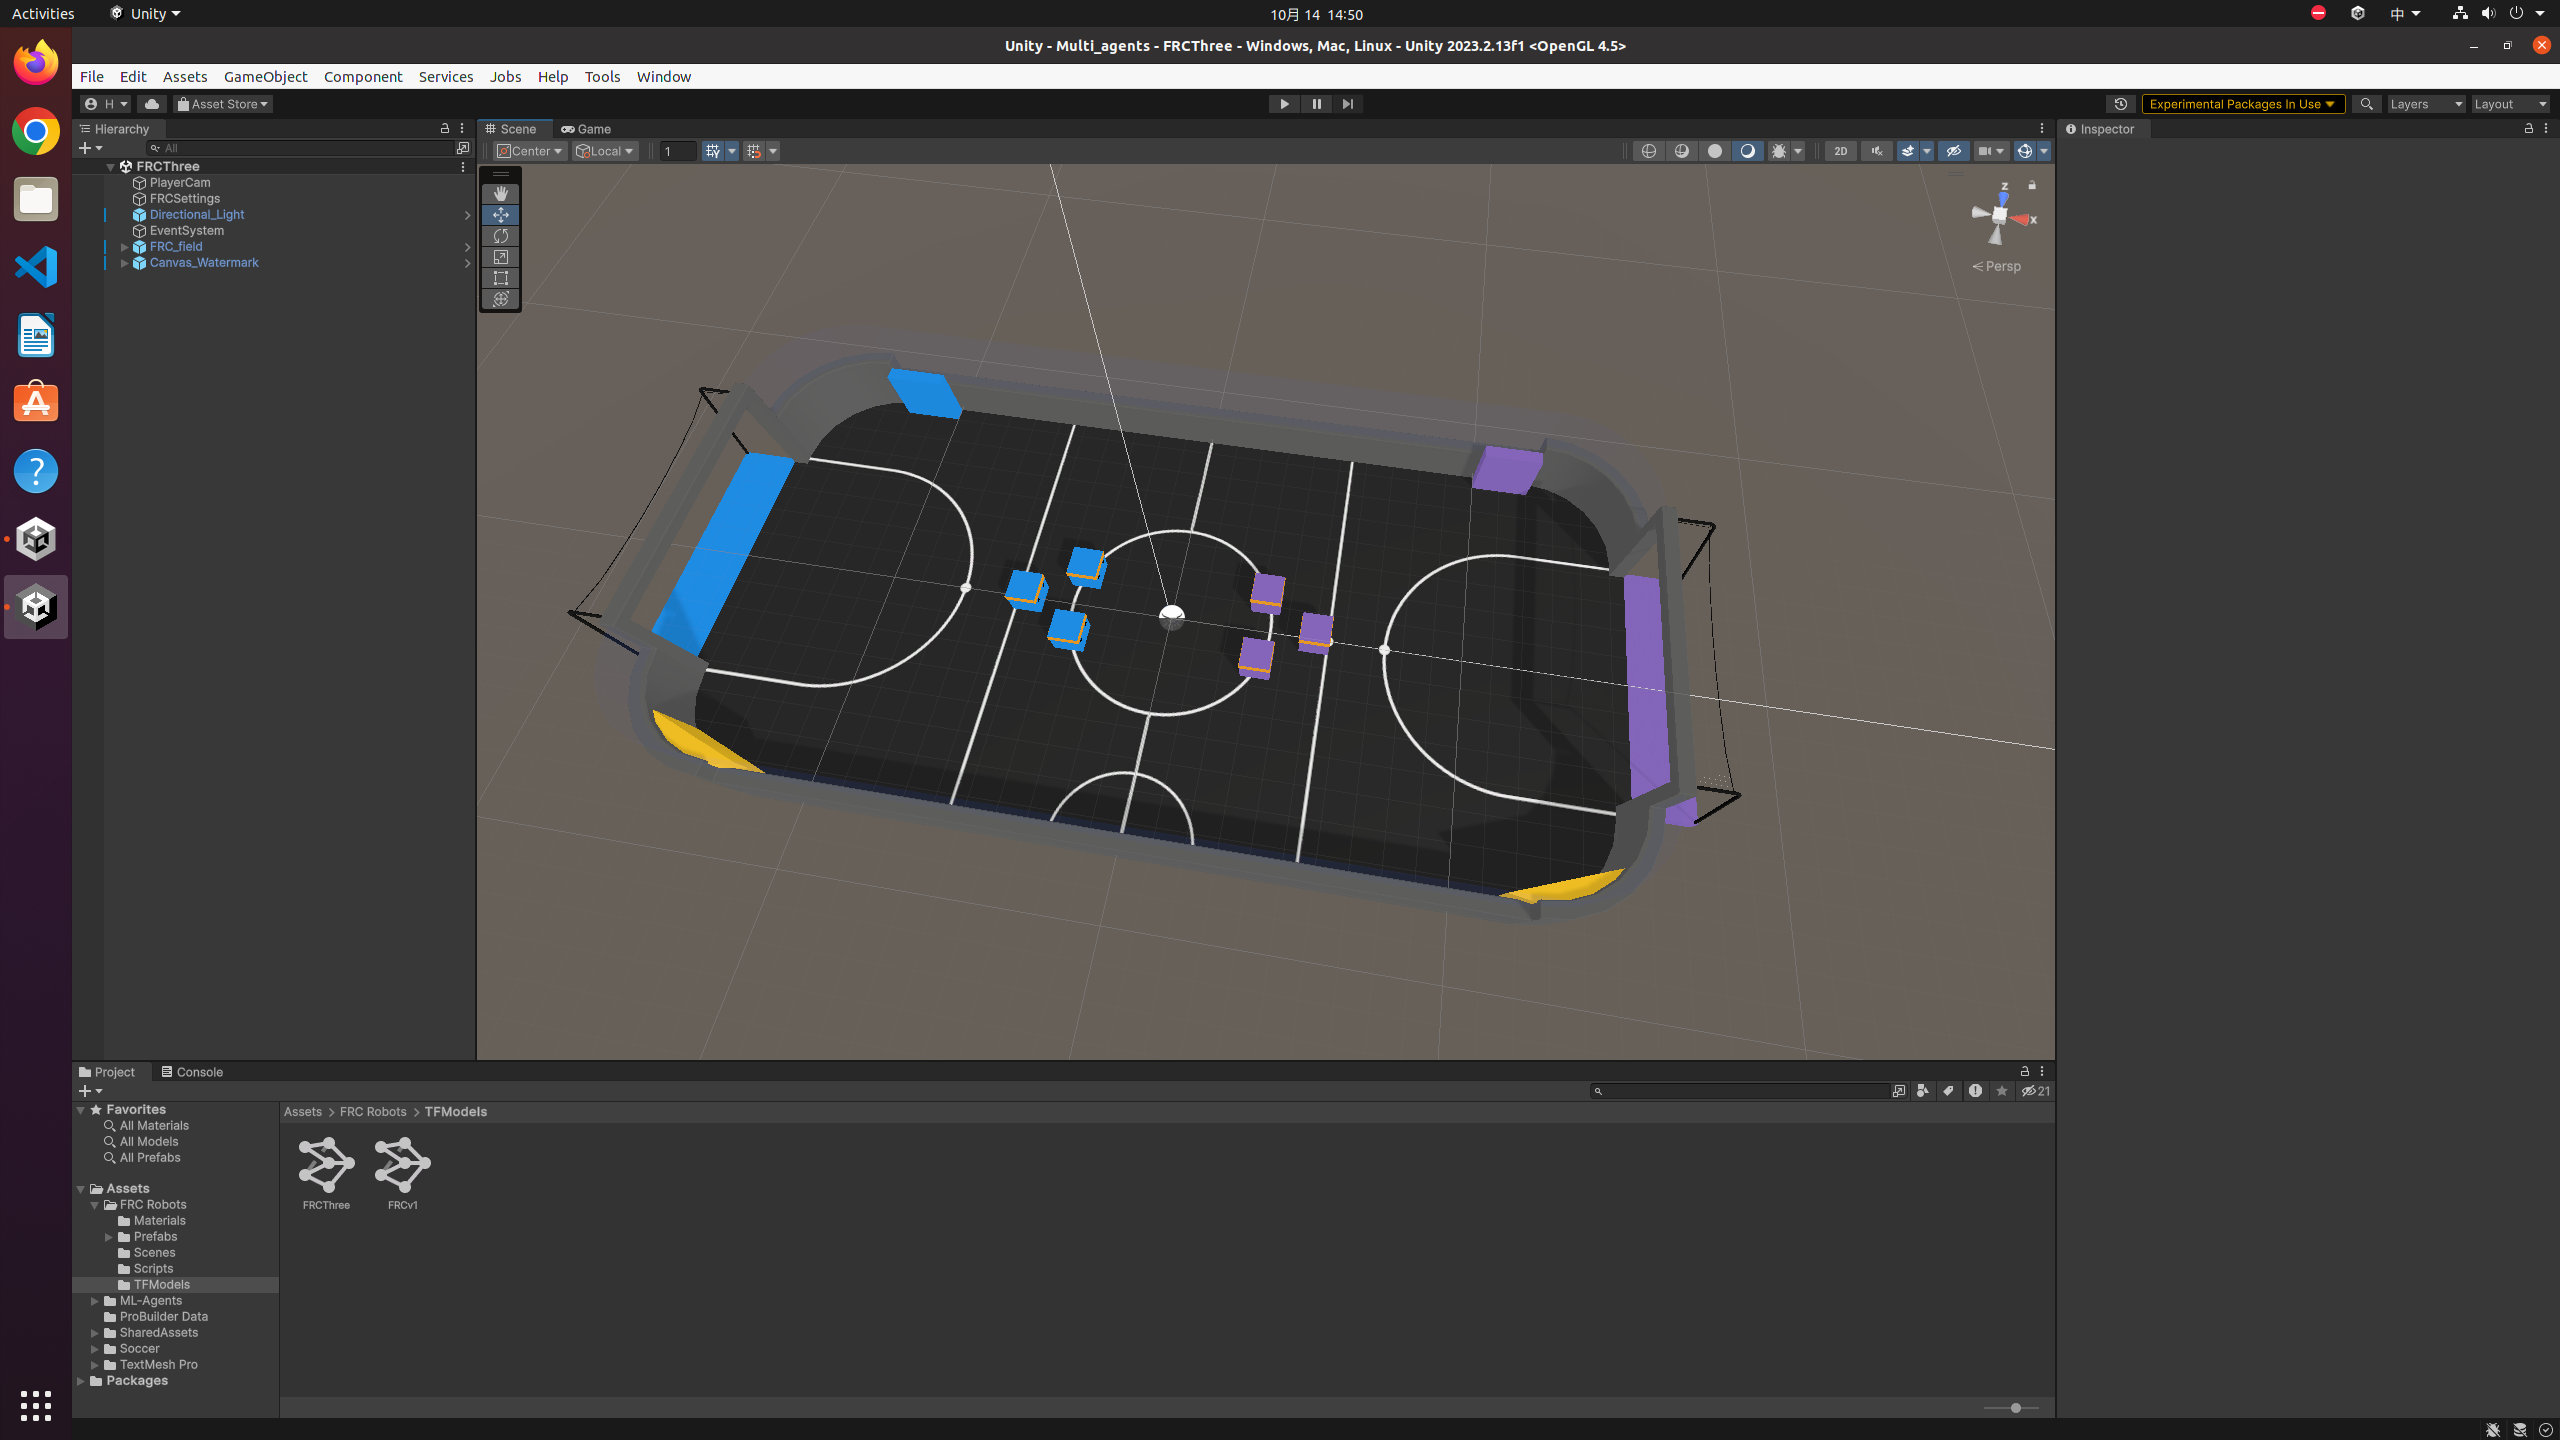 Activities Unity 10月 14 14:50 中
Unity - Multi_agents - FRCThree - Windows, Mac, Linux - Unity 2023.2.13f1 <OpenGL 4.5>
File Edit Assets GameObject Component Services Jobs Help Tools Window
H Asset Store Experimental Packages In Use Layers Layout
Hierarchy Scene Game Inspector
All Center Local 1 2D
FRCThree
PlayerCam
FRCSettings
Directional_Light
EventSystem
FRC_field
Canvas_Watermark
z
x
Persp
Project Console
21
Favorites
All Materials
All Models
All Prefabs
Assets
FRC Robots
Materials
Prefabs
Scenes
Scripts
TFModels
ML-Agents
ProBuilder Data
SharedAssets
Soccer
TextMesh Pro
Packages
Assets > FRC Robots > TFModels
FRCThree FRCv1